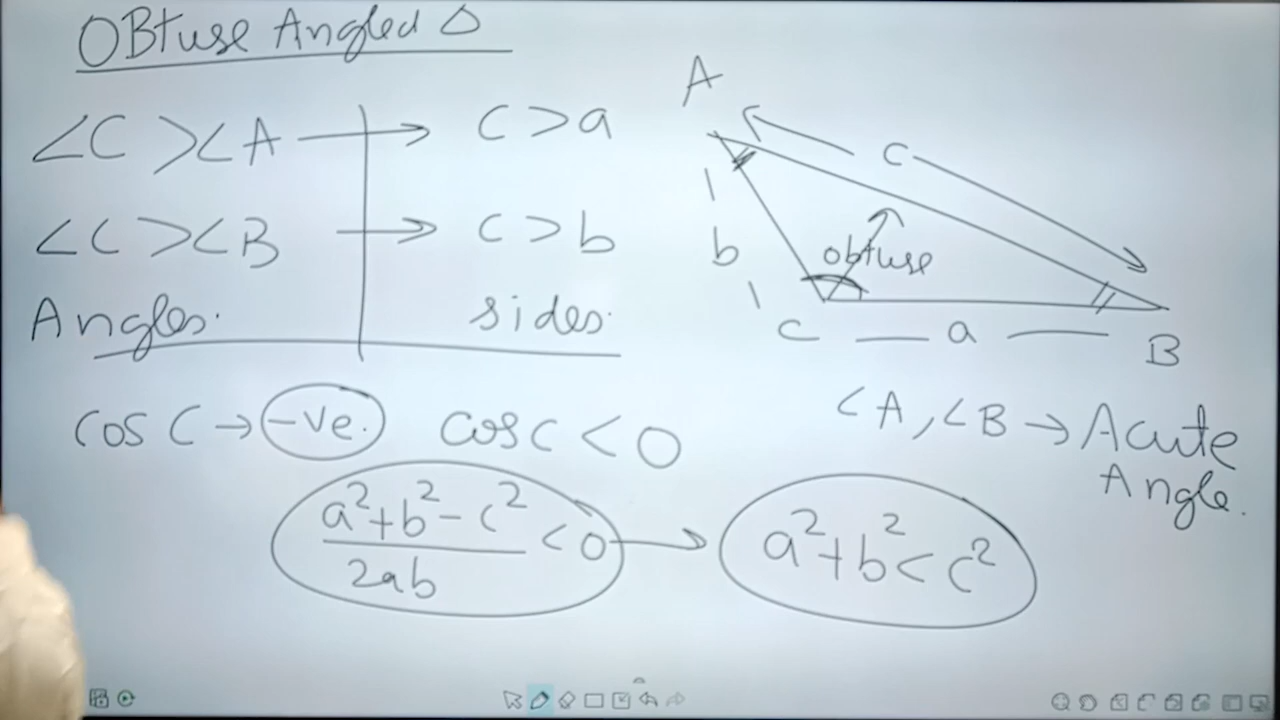 OBtuse Angled Δ
∠C > ∠A → c > a
∠C > ∠B → c > b
Angles. sides.
A
c
b
obtuse
C a B
∠A, ∠B → Acute
Angle.
cos C → -ve. cos C < 0
a²+b²-c² / 2ab < 0 → a²+b² < c²